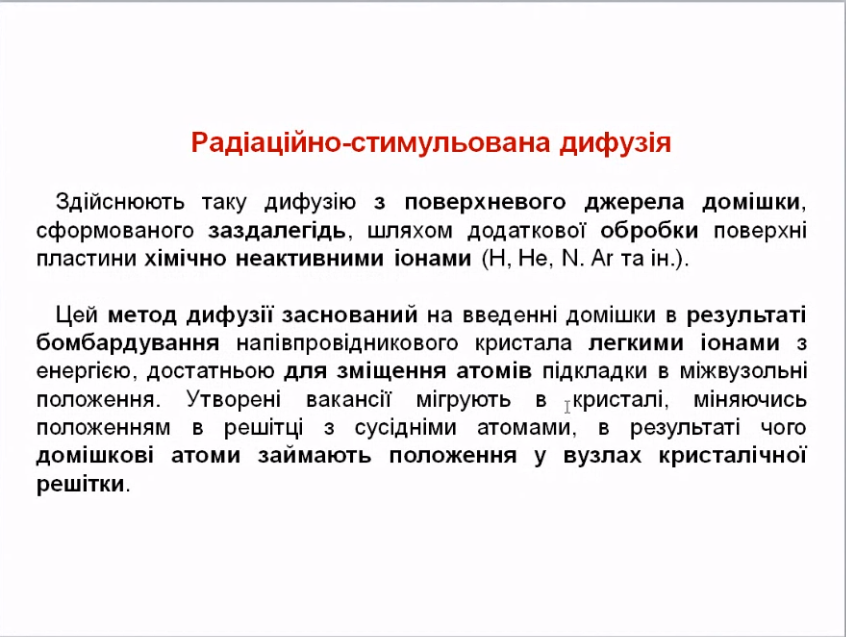 Радіаційно-стимульована дифузія
Здійснюють таку дифузію з поверхневого джерела домішки,
сформованого заздалегідь, шляхом додаткової обробки поверхні
пластини хімічно неактивними іонами (H, He, N. Ar та ін.).
Цей метод дифузії заснований на введенні домішки в результаті
бомбардування напівпровідникового кристала легкими іонами з
енергією, достатньою для зміщення атомів підкладки в міжвузольні
положення. Утворені вакансії мігрують в кристалі, міняючись
положенням в решітці з сусідніми атомами, в результаті чого
домішкові атоми займають положення у вузлах кристалічної
решітки.